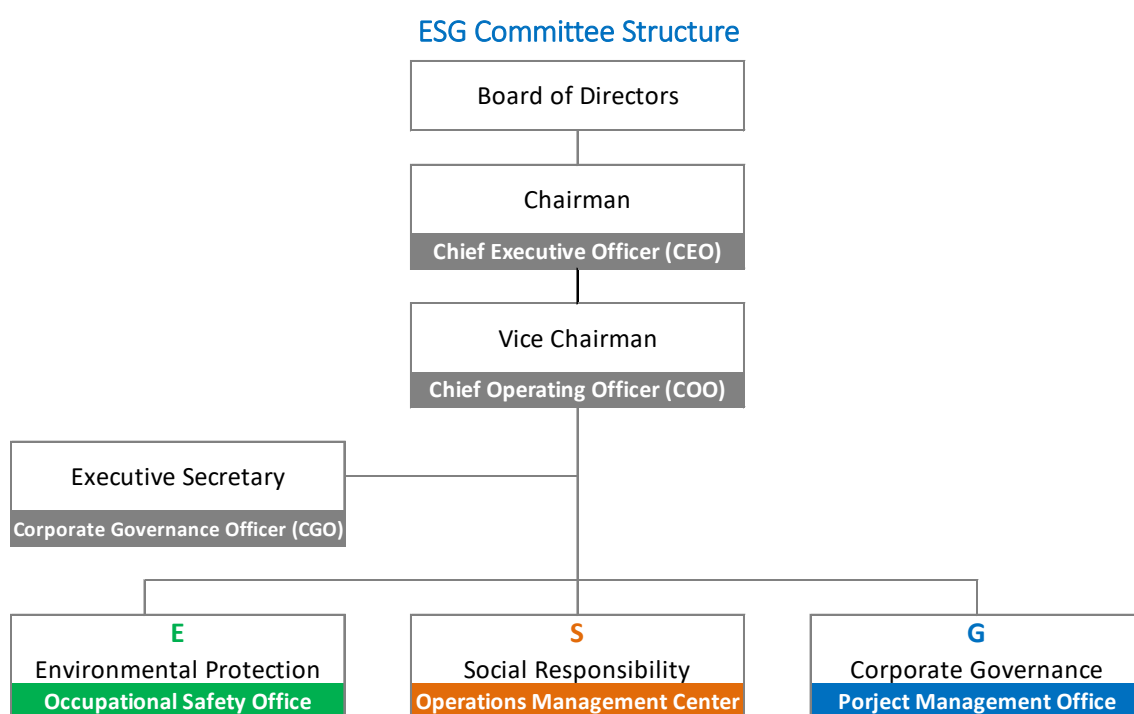 ESG Committee Structure
Board of Directors
Chairman
Chief Executive Officer (CEO)
Vice Chairman
Chief Operating Officer (COO)
Executive Secretary
Corporate Governance Officer (CGO)
E
Environmental Protection
Occupational Safety Office
S
Social Responsibility
Operations Management Center
G
Corporate Governance
Porject Management Office